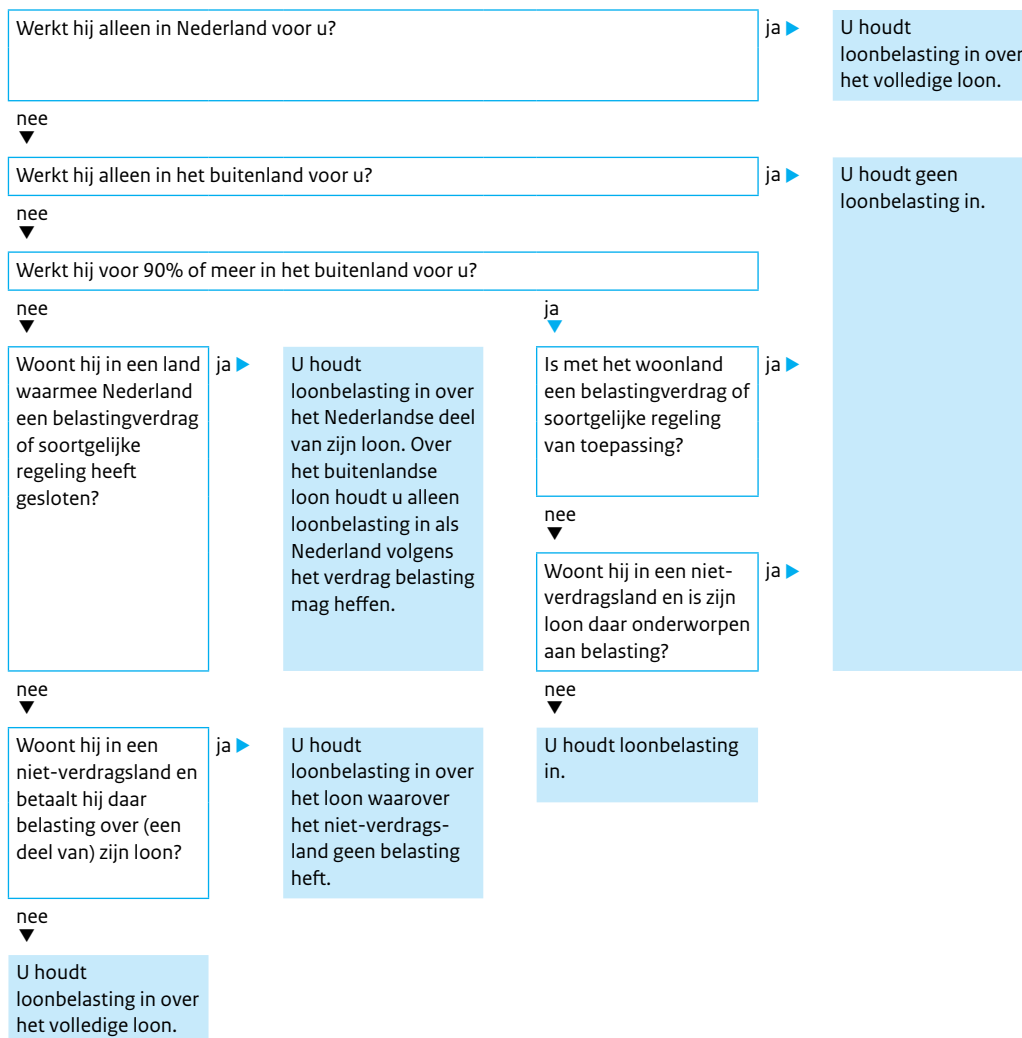 Werkt hij alleen in Nederland voor u?
ja
U houdt
loonbelasting in over
het volledige loon.
nee
Werkt hij alleen in het buitenland voor u?
ja
U houdt geen
loonbelasting in.
nee
Werkt hij voor 90% of meer in het buitenland voor u?
nee
ja
Woont hij in een land
waarmee Nederland
een belastingverdrag
of soortgelijke
regeling heeft
gesloten?
ja
U houdt
loonbelasting in over
het Nederlandse deel
van zijn loon. Over
het buitenlandse
loon houdt u alleen
loonbelasting in als
Nederland volgens
het verdrag belasting
mag heffen.
Is met het woonland
een belastingverdrag of
soortgelijke regeling
van toepassing?
ja
nee
Woont hij in een niet-
verdragsland en is zijn
loon daar onderworpen
aan belasting?
ja
nee
nee
Woont hij in een
niet-verdragsland en
betaalt hij daar
belasting over (een
deel van) zijn loon?
ja
U houdt
loonbelasting in over
het loon waarover
het niet-verdrags-
land geen belasting
heft.
U houdt loonbelasting
in.
nee
U houdt
loonbelasting in over
het volledige loon.